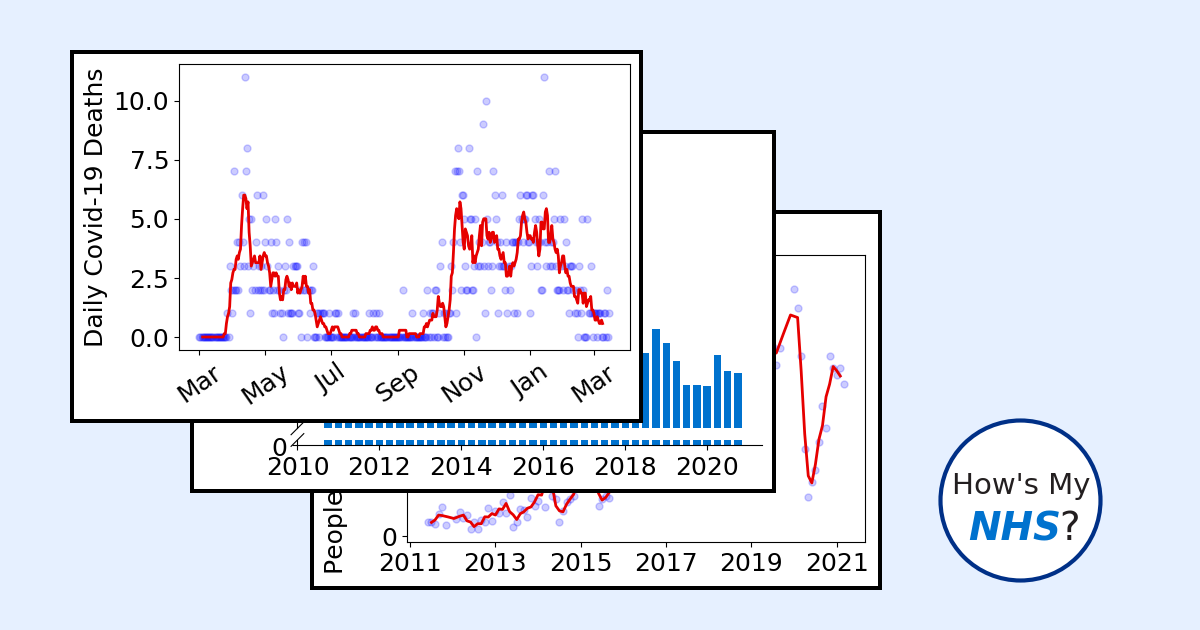 Daily Covid-19 Deaths
10.0
7.5
5.0
2.5
0.0
Mar May Jul Sep Nov Jan Mar
0
2010 2012 2014 2016 2018 2020
People
0
2011 2013 2015 2017 2019 2021
How's My
NHS?